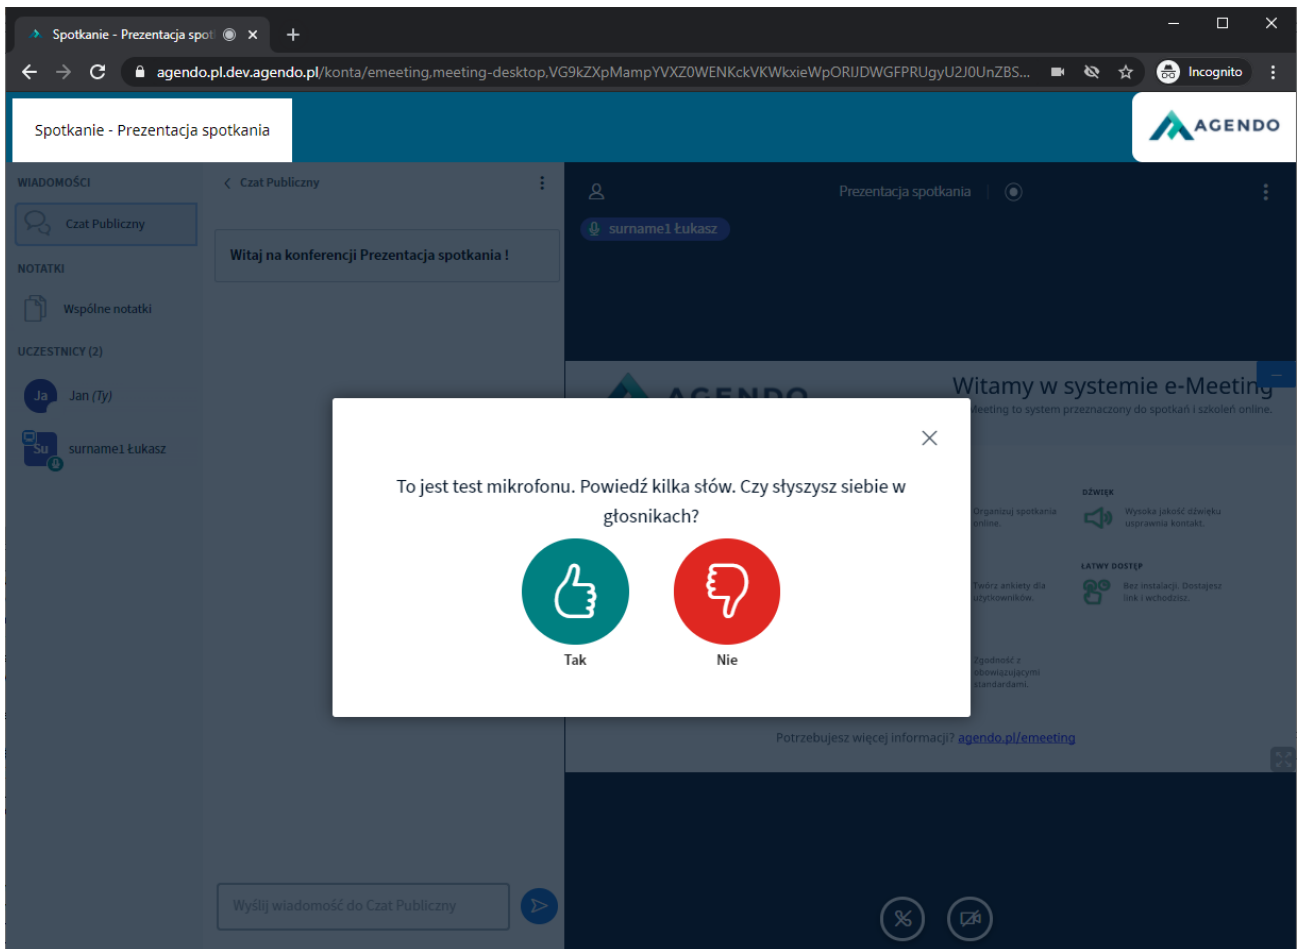 Spotkanie - Prezentacja spot
agendo.pl.dev.agendo.pl/konta/emeeting,meeting-desktop,
Incognito
Spotkanie - Prezentacja spotkania
AGENDO
WIADOMOŚCI
Czat Publiczny
NOTATKI
Wspólne notatki
UCZESTNICY (2)
Ja
Jan (Ty)
Su
surname1 Łukasz
Czat Publiczny
Witaj na konferencji Prezentacja spotkania !
Wyślij wiadomość do Czat Publiczny
Prezentacja spotkania
surname1 Łukasz
AGENDO
Witamy w systemie e-Meeting
Meeting to system przeznaczony do spotkań i szkoleń online.
Organizuj spotkania
online.
DŹWIĘK
Wysoka jakość dźwięku
usprawnia kontakt.
Twórz ankiety dla
użytkowników.
ŁATWY DOSTĘP
Bez instalacji. Dostajesz
link i wchodzisz.
Zgodność z
obowiązującymi
standardami.
Potrzebujesz więcej informacji? agendo.pl/emeeting
To jest test mikrofonu. Powiedź kilka słów. Czy słyszysz siebie w
głosnikach?
Tak
Nie